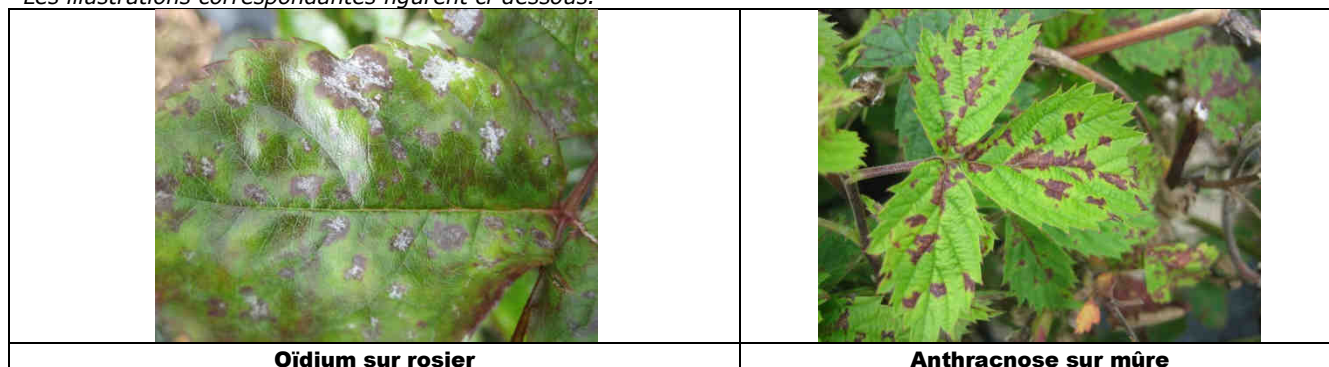 Les illustrations correspondantes figurent ci-dessous.
Oïdium sur rosier
Anthracnose sur mûre